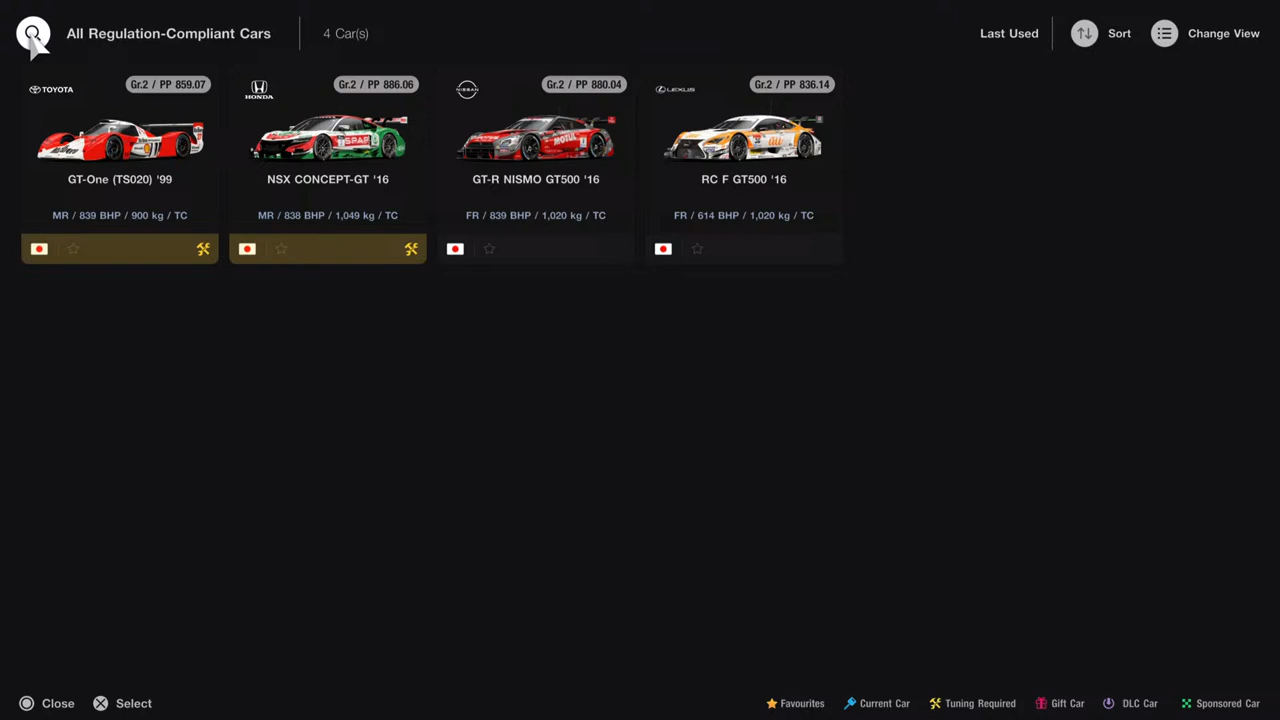 All Regulation-Compliant Cars
4 Car(s)
Last Used
Sort
Change View
TOYOTA
Gr.2 / PP 859.07
GT-One (TS020) '99
MR / 839 BHP / 900 kg / TC
HONDA
Gr.2 / PP 886.06
NSX CONCEPT-GT '16
MR / 838 BHP / 1,049 kg / TC
NISSAN
Gr.2 / PP 880.04
MOTUL
GT-R NISMO GT500 '16
FR / 839 BHP / 1,020 kg / TC
LEXUS
Gr.2 / PP 836.14
au
RC F GT500 '16
FR / 614 BHP / 1,020 kg / TC
Close
Select
Favourites
Current Car
Tuning Required
Gift Car
DLC Car
Sponsored Car